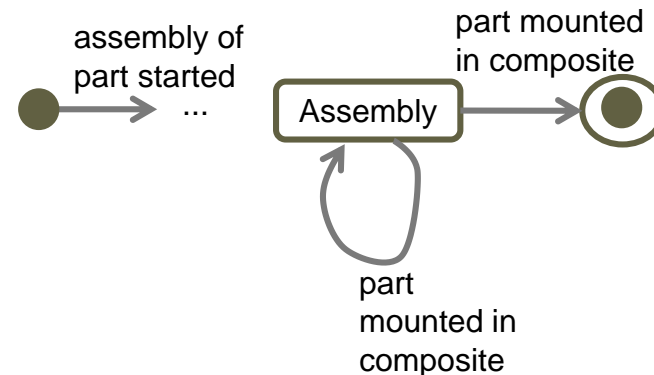 assembly of
part started
...
Assembly
part mounted
in composite
part
mounted in
composite